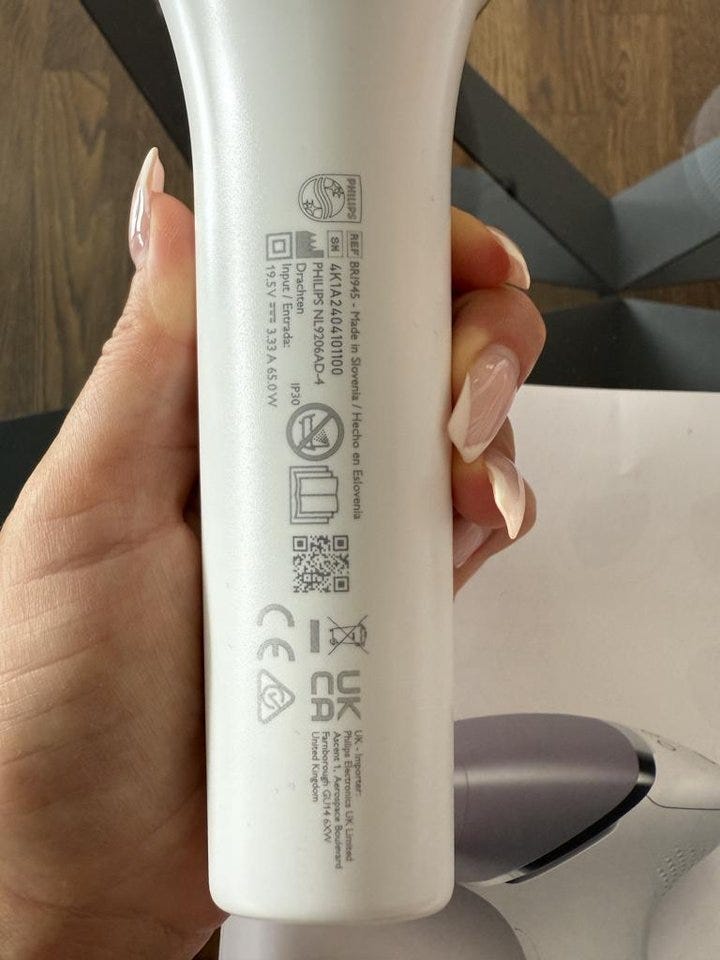 PHILIPS
REF BRI945 - Made in Slovenia / Hecho en Eslovenia
SN 4K1A2404101100
PHILIPS NL9206AD-4
Drachten
Input / Entrada:
19.5V ⎓ 3.33 A 65.0W
IP30
CE
UK
CA
UK - Importer:
Philips Electronics UK Limited
Ascent 1, Aerospace Boulevard
Farnborough GU14 6XW
United Kingdom